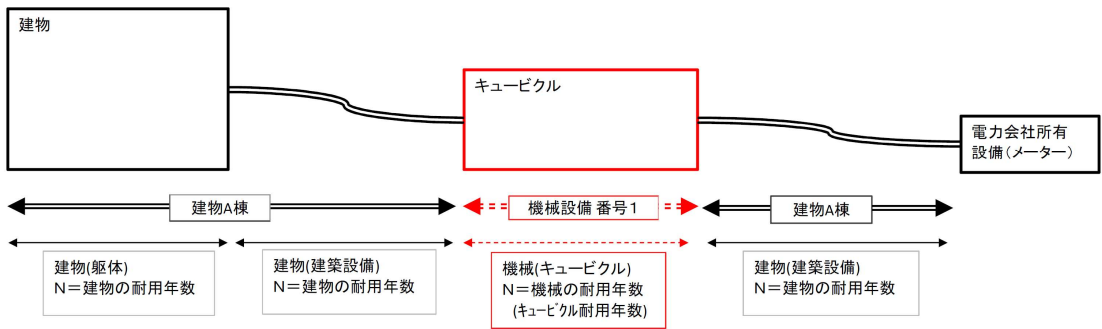 建物
キュービクル
電力会社所有
設備(メーター)
建物A棟
機械設備 番号1
建物A棟
建物(躯体)
N=建物の耐用年数
建物(建築設備)
N=建物の耐用年数
機械(キュービクル)
N=機械の耐用年数
(キュービクル耐用年数)
建物(建築設備)
N=建物の耐用年数